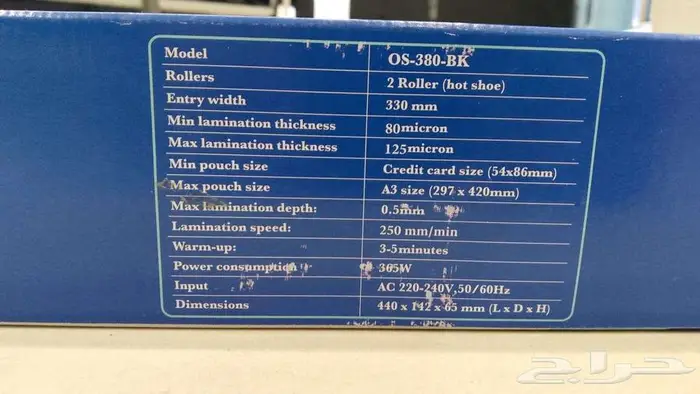 Model OS-380-BK
Rollers 2 Roller (hot shoe)
Entry width 330 mm
Min lamination thickness 80micron
Max lamination thickness 125micron
Min pouch size Credit card size (54x86mm)
Max pouch size A3 size (297 x 420mm)
Max lamination depth: 0.5mm
Lamination speed: 250 mm/min
Warm-up: 3-5minutes
Power consumption 365W
Input AC 220-240V,50/60Hz
Dimensions 440 x 142 x 65 mm (L x D x H)
حراج